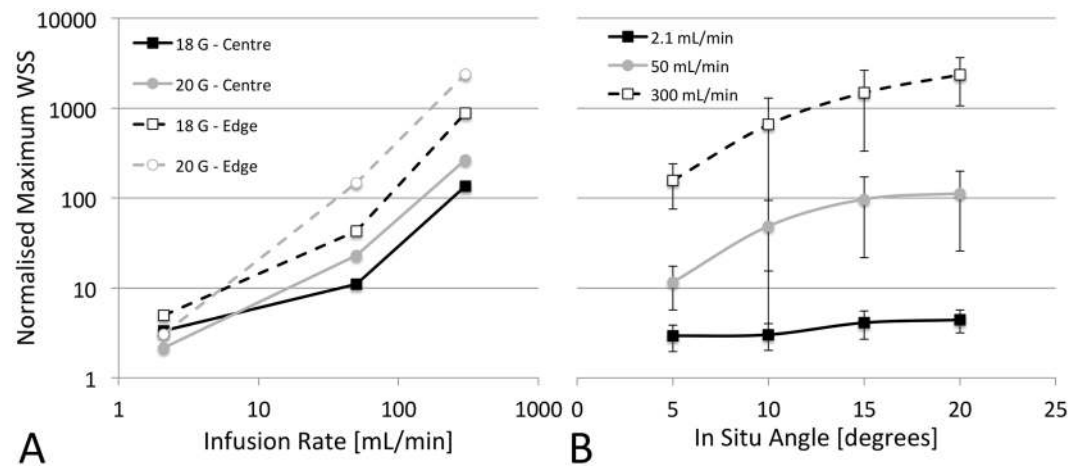 Normalised Maximum WSS
10000
1000
100
10
1
18 G - Centre
20 G - Centre
18 G - Edge
20 G - Edge
1 10 100 1000
Infusion Rate [mL/min]
A
2.1 mL/min
50 mL/min
300 mL/min
0 5 10 15 20 25
In Situ Angle [degrees]
B